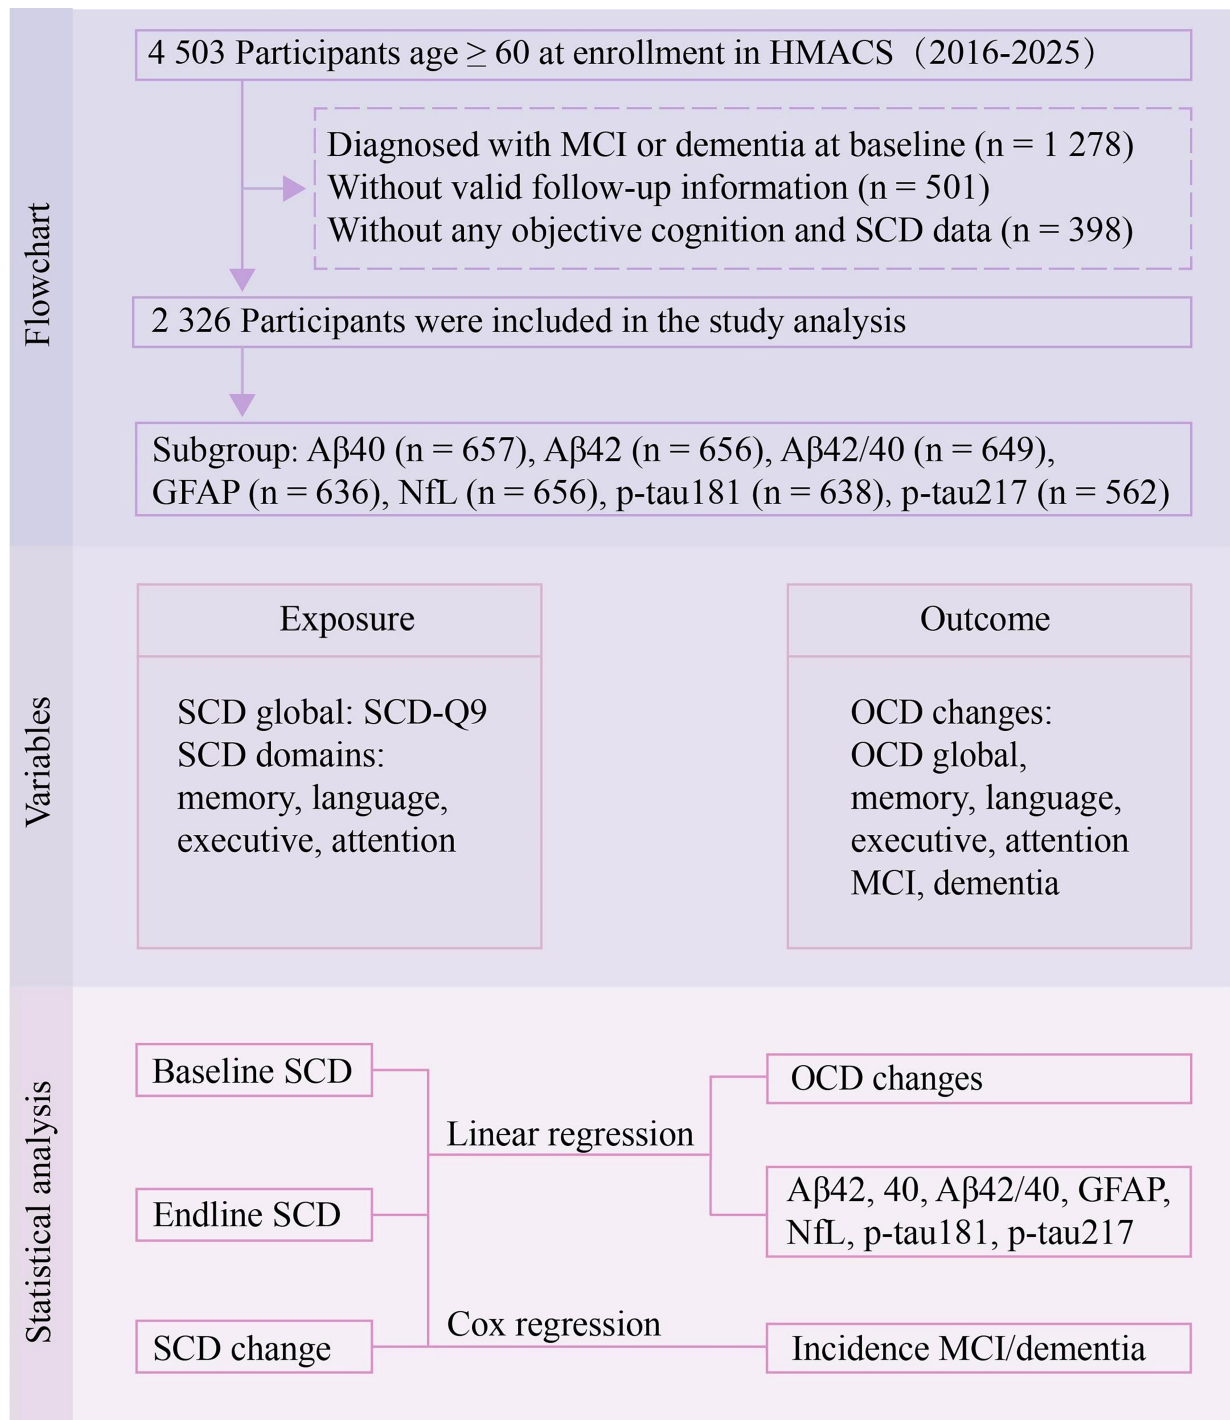 Flowchart
4 503 Participants age ≥ 60 at enrollment in HMACS（2016-2025）
Diagnosed with MCI or dementia at baseline (n = 1 278)
Without valid follow-up information (n = 501)
Without any objective cognition and SCD data (n = 398)
2 326 Participants were included in the study analysis
Subgroup: Aβ40 (n = 657), Aβ42 (n = 656), Aβ42/40 (n = 649),
GFAP (n = 636), NfL (n = 656), p-tau181 (n = 638), p-tau217 (n = 562)
Variables
Exposure
SCD global: SCD-Q9
SCD domains:
memory, language,
executive, attention
Outcome
OCD changes:
OCD global,
memory, language,
executive, attention
MCI, dementia
Statistical analysis
Baseline SCD
Endline SCD
SCD change
Linear regression
Cox regression
OCD changes
Aβ42, 40, Aβ42/40, GFAP,
NfL, p-tau181, p-tau217
Incidence MCI/dementia